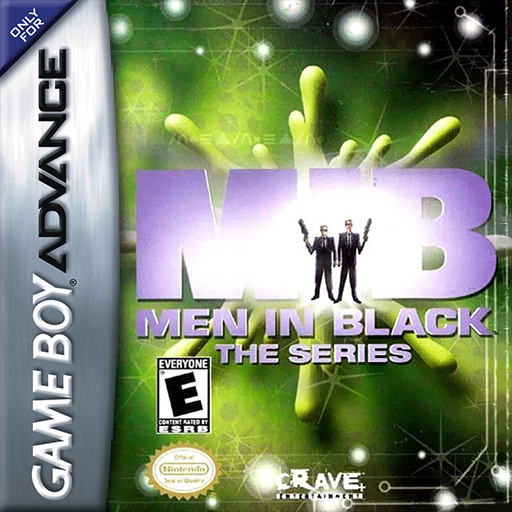 ONLY
FOR
GAME BOY ADVANCE
MIB
MEN IN BLACK
THE SERIES
EVERYONE
E
CONTENT RATED BY
ESRB
Official
Nintendo
Seal of Quality
CRAVE
ENTERTAINMENT